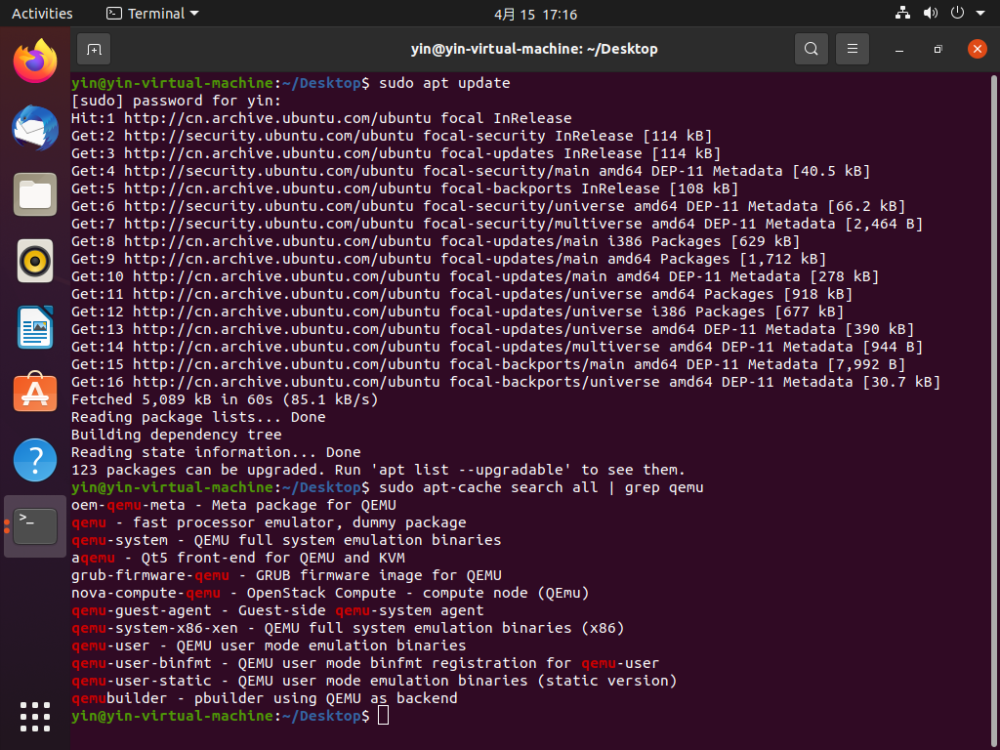 Activities
Terminal
4月 15 17:16
yin@yin-virtual-machine: ~/Desktop
yin@yin-virtual-machine:~/Desktop$ sudo apt update
[sudo] password for yin:
Hit:1 http://cn.archive.ubuntu.com/ubuntu focal InRelease
Get:2 http://security.ubuntu.com/ubuntu focal-security InRelease [114 kB]
Get:3 http://cn.archive.ubuntu.com/ubuntu focal-updates InRelease [114 kB]
Get:4 http://security.ubuntu.com/ubuntu focal-security/main amd64 DEP-11 Metadata [40.5 kB]
Get:5 http://cn.archive.ubuntu.com/ubuntu focal-backports InRelease [108 kB]
Get:6 http://security.ubuntu.com/ubuntu focal-security/universe amd64 DEP-11 Metadata [66.2 kB]
Get:7 http://security.ubuntu.com/ubuntu focal-security/multiverse amd64 DEP-11 Metadata [2,464 B]
Get:8 http://cn.archive.ubuntu.com/ubuntu focal-updates/main i386 Packages [629 kB]
Get:9 http://cn.archive.ubuntu.com/ubuntu focal-updates/main amd64 Packages [1,712 kB]
Get:10 http://cn.archive.ubuntu.com/ubuntu focal-updates/main amd64 DEP-11 Metadata [278 kB]
Get:11 http://cn.archive.ubuntu.com/ubuntu focal-updates/universe amd64 Packages [918 kB]
Get:12 http://cn.archive.ubuntu.com/ubuntu focal-updates/universe i386 Packages [677 kB]
Get:13 http://cn.archive.ubuntu.com/ubuntu focal-updates/universe amd64 DEP-11 Metadata [390 kB]
Get:14 http://cn.archive.ubuntu.com/ubuntu focal-updates/multiverse amd64 DEP-11 Metadata [944 B]
Get:15 http://cn.archive.ubuntu.com/ubuntu focal-backports/main amd64 DEP-11 Metadata [7,992 B]
Get:16 http://cn.archive.ubuntu.com/ubuntu focal-backports/universe amd64 DEP-11 Metadata [30.7 kB]
Fetched 5,089 kB in 60s (85.1 kB/s)
Reading package lists... Done
Building dependency tree
Reading state information... Done
123 packages can be upgraded. Run 'apt list --upgradable' to see them.
yin@yin-virtual-machine:~/Desktop$ sudo apt-cache search all | grep qemu
oem-qemu-meta - Meta package for QEMU
qemu - fast processor emulator, dummy package
qemu-system - QEMU full system emulation binaries
aqemu - Qt5 front-end for QEMU and KVM
grub-firmware-qemu - GRUB firmware image for QEMU
nova-compute-qemu - OpenStack Compute - compute node (QEmu)
qemu-guest-agent - Guest-side qemu-system agent
qemu-system-x86-xen - QEMU full system emulation binaries (x86)
qemu-user - QEMU user mode emulation binaries
qemu-user-binfmt - QEMU user mode binfmt registration for qemu-user
qemu-user-static - QEMU user mode emulation binaries (static version)
qemubuilder - pbuilder using QEMU as backend
yin@yin-virtual-machine:~/Desktop$